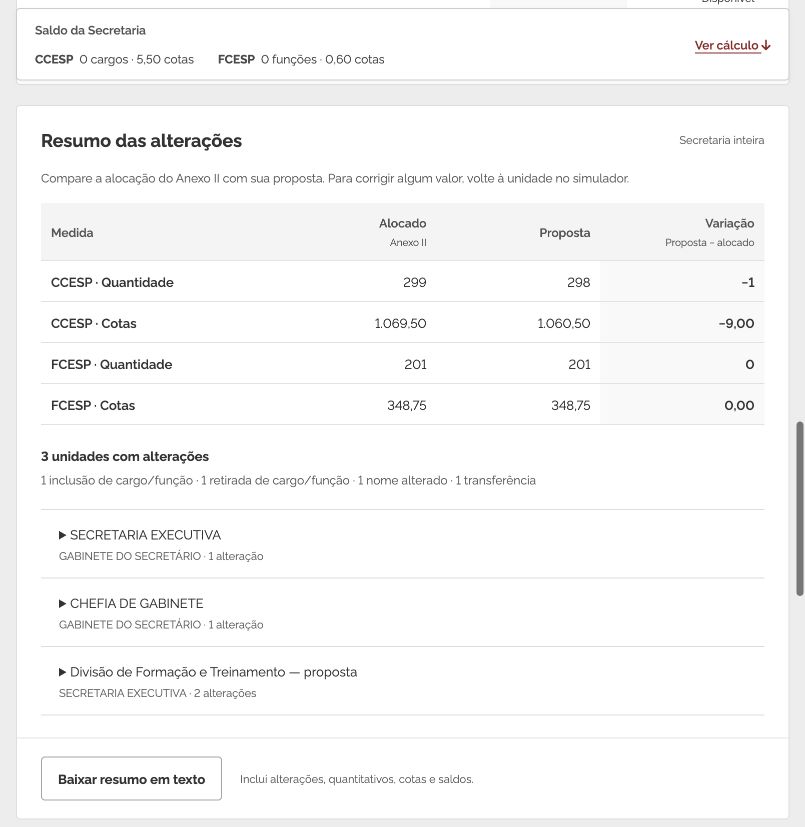 Disponível
Saldo da Secretaria
CCESP 0 cargos · 5,50 cotas FCESP 0 funções · 0,60 cotas
Ver cálculo ↓
Resumo das alterações
Secretaria inteira
Compare a alocação do Anexo II com sua proposta. Para corrigir algum valor, volte à unidade no simulador.
Medida Alocado Anexo II Proposta Variação Proposta − alocado
CCESP · Quantidade 299 298 −1
CCESP · Cotas 1.069,50 1.060,50 −9,00
FCESP · Quantidade 201 201 0
FCESP · Cotas 348,75 348,75 0,00
3 unidades com alterações
1 inclusão de cargo/função · 1 retirada de cargo/função · 1 nome alterado · 1 transferência
▶ SECRETARIA EXECUTIVA
GABINETE DO SECRETÁRIO · 1 alteração
▶ CHEFIA DE GABINETE
GABINETE DO SECRETÁRIO · 1 alteração
▶ Divisão de Formação e Treinamento — proposta
SECRETARIA EXECUTIVA · 2 alterações
Baixar resumo em texto
Inclui alterações, quantitativos, cotas e saldos.